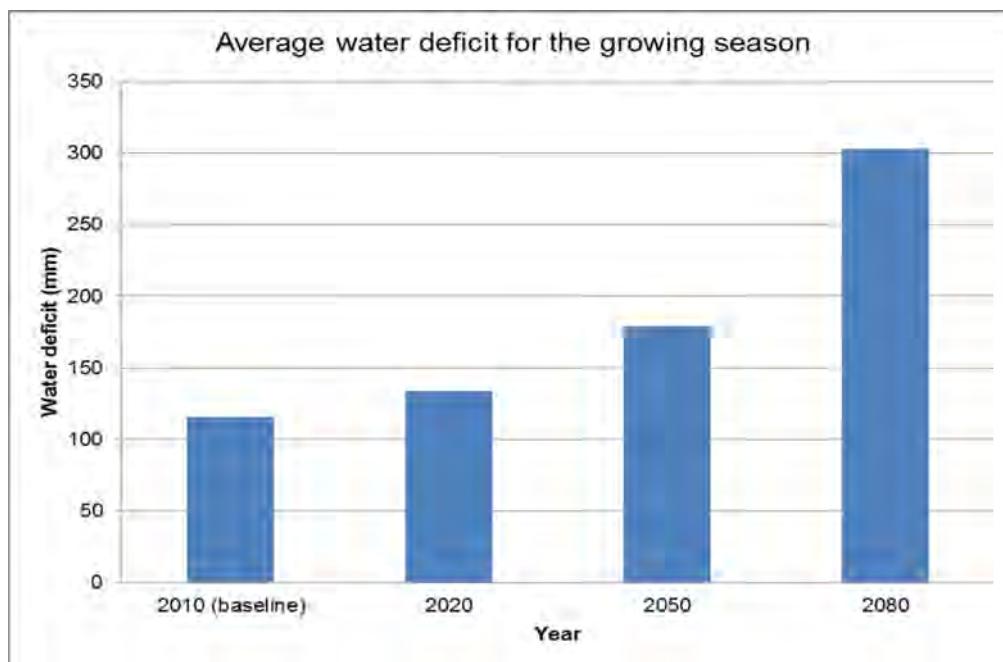 Average water deficit for the growing season
350
300
250
200
150
100
50
0
Water deficit (mm)
2010 (baseline) 2020 2050 2080
Year